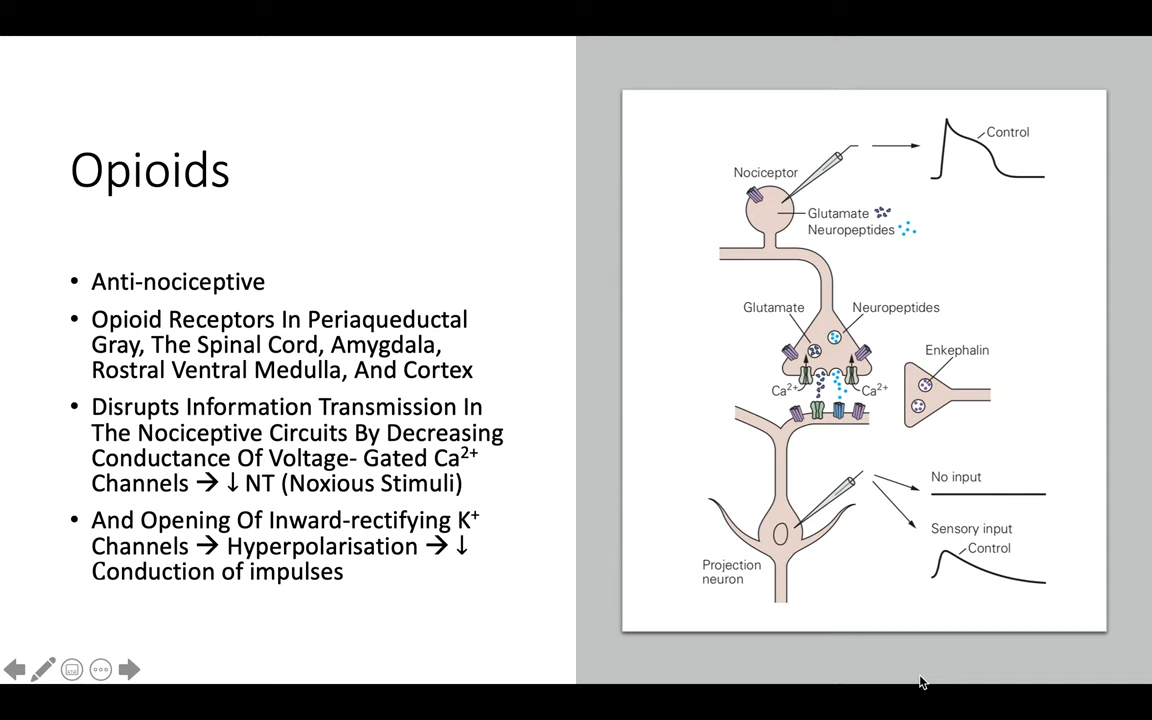 Opioids
• Anti-nociceptive
• Opioid Receptors In Periaqueductal
Gray, The Spinal Cord, Amygdala,
Rostral Ventral Medulla, And Cortex
• Disrupts Information Transmission In
The Nociceptive Circuits By Decreasing
Conductance Of Voltage- Gated Ca²⁺
Channels → ↓ NT (Noxious Stimuli)
• And Opening Of Inward-rectifying K⁺
Channels → Hyperpolarisation → ↓
Conduction of impulses
Control
Nociceptor
Glutamate
Neuropeptides
Glutamate
Neuropeptides
Enkephalin
Ca²⁺
Ca²⁺
No input
Sensory input
Control
Projection
neuron